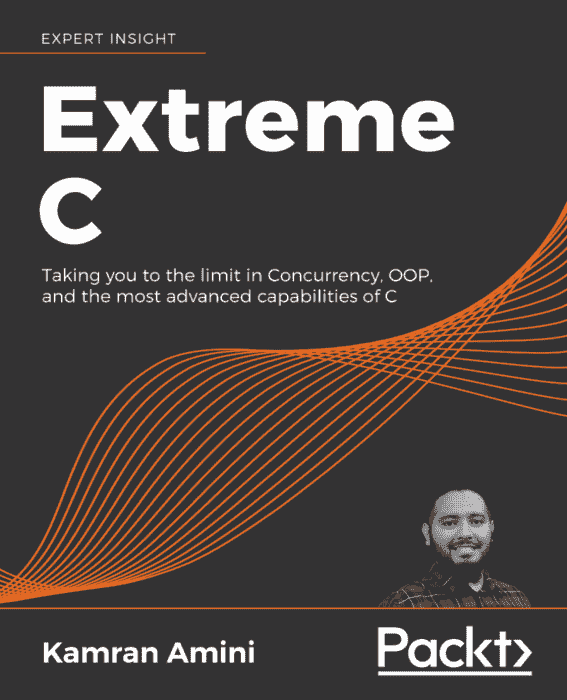 EXPERT INSIGHT
Extreme
C
Taking you to the limit in Concurrency, OOP,
and the most advanced capabilities of C
Kamran Amini
Packt